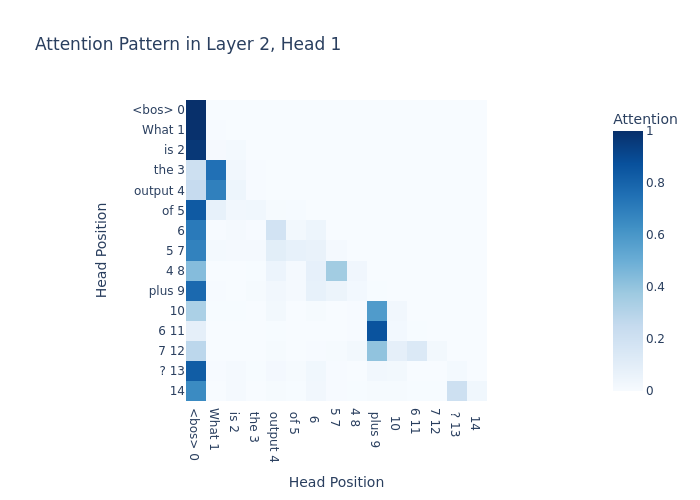 Attention Pattern in Layer 2, Head 1
Attention
<bos> 0
What 1
is 2
the 3
output 4
of 5
6
5 7
4 8
plus 9
10
6 11
7 12
? 13
14
Head Position
<bos> 0
What 1
is 2
the 3
output 4
of 5
6
5 7
4 8
plus 9
10
6 11
7 12
? 13
14
Head Position
1
0.8
0.6
0.4
0.2
0